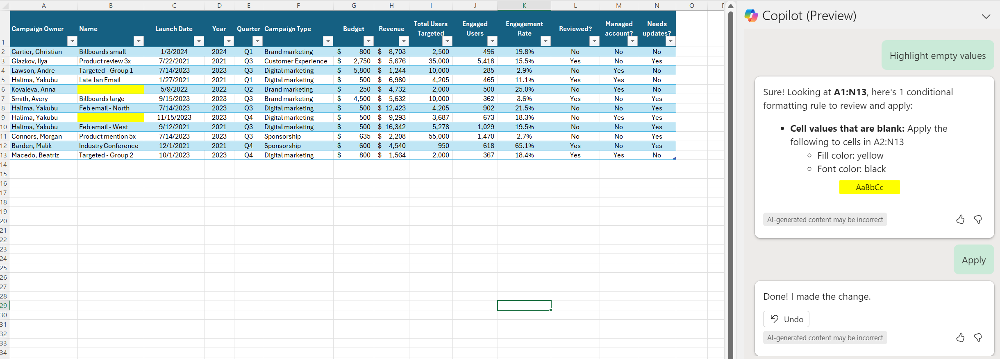 A B C D E F G H I J K L M N O
Campaign Owner Name Launch Date Year Quarter Campaign Type Budget Revenue Total Users Targeted Engaged Users Engagement Rate Reviewed? Managed account? Needs updates?
1
2 Cartier, Christian Billboards small 1/3/2024 2024 Q1 Brand marketing $ 800 $ 8,703 2,500 496 19.8% No No No
3 Glazkov, Ilya Product review 3x 7/22/2021 2021 Q3 Customer Experience $ 2,750 $ 5,676 35,000 5,418 15.5% Yes No Yes
4 Lawson, Andre Targeted - Group 1 7/14/2023 2023 Q3 Digital marketing $ 5,800 $ 1,244 10,000 285 2.9% No Yes No
5 Halima, Yakubu Late Jan Email 1/27/2021 2021 Q1 Digital marketing $ 500 $ 6,980 4,205 465 11.1% Yes Yes No
6 Kovaleva, Anna 5/9/2022 2022 Q2 Brand marketing $ 250 $ 4,732 2,000 500 25.0% No Yes No
7 Smith, Avery Billboards large 9/15/2023 2023 Q3 Brand marketing $ 4,500 $ 5,632 10,000 362 3.6% Yes No Yes
8 Halima, Yakubu Feb email - North 7/14/2023 2023 Q3 Digital marketing $ 500 $ 12,423 4,205 902 21.5% No No Yes
9 Halima, Yakubu 11/15/2023 2023 Q4 Digital marketing $ 500 $ 9,293 3,687 673 18.3% No Yes Yes
10 Halima, Yakubu Feb email - West 9/12/2021 2021 Q3 Digital marketing $ 500 $ 16,342 5,278 1,029 19.5% No No Yes
11 Connors, Morgan Product mention 5x 7/14/2023 2023 Q3 Sponsorship $ 635 $ 2,208 55,000 1,470 2.7% No No Yes
12 Barden, Malik Industry Conference 12/1/2021 2021 Q4 Sponsorship $ 600 $ 4,540 950 618 65.1% Yes No Yes
13 Macedo, Beatriz Targeted - Group 2 10/1/2023 2023 Q4 Digital marketing $ 800 $ 1,564 2,000 367 18.4% Yes Yes No
14
15
16
17
18
19
20
21
22
23
24
25
26
27
28
29
30
31
32
33
34
Copilot (Preview)
Highlight empty values
Sure! Looking at A1:N13, here's 1 conditional
formatting rule to review and apply:
• Cell values that are blank: Apply the
following to cells in A2:N13
○ Fill color: yellow
○ Font color: black
AaBbCc
AI-generated content may be incorrect
Apply
Done! I made the change.
Undo
AI-generated content may be incorrect